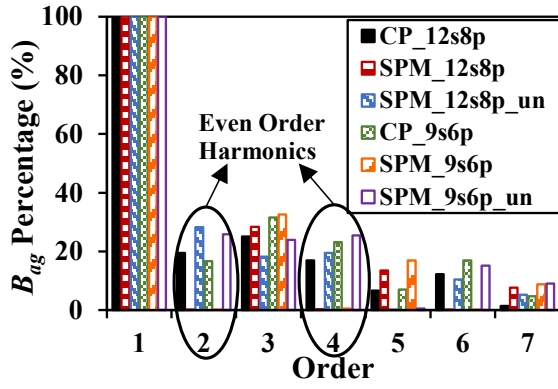 100
80
60
40
20
0
B_ag Percentage (%)
CP_12s8p
SPM_12s8p
SPM_12s8p_un
CP_9s6p
SPM_9s6p
SPM_9s6p_un
Even Order
Harmonics
1 2 3 4 5 6 7
Order